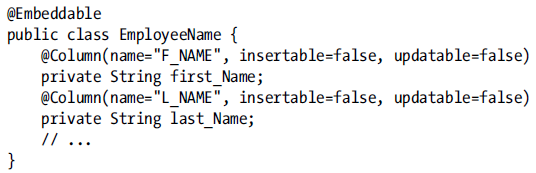 @Embeddable
public class EmployeeName {
    @Column(name="F_NAME", insertable=false, updatable=false)
    private String first_Name;
    @Column(name="L_NAME", insertable=false, updatable=false)
    private String last_Name;
    // ...
}